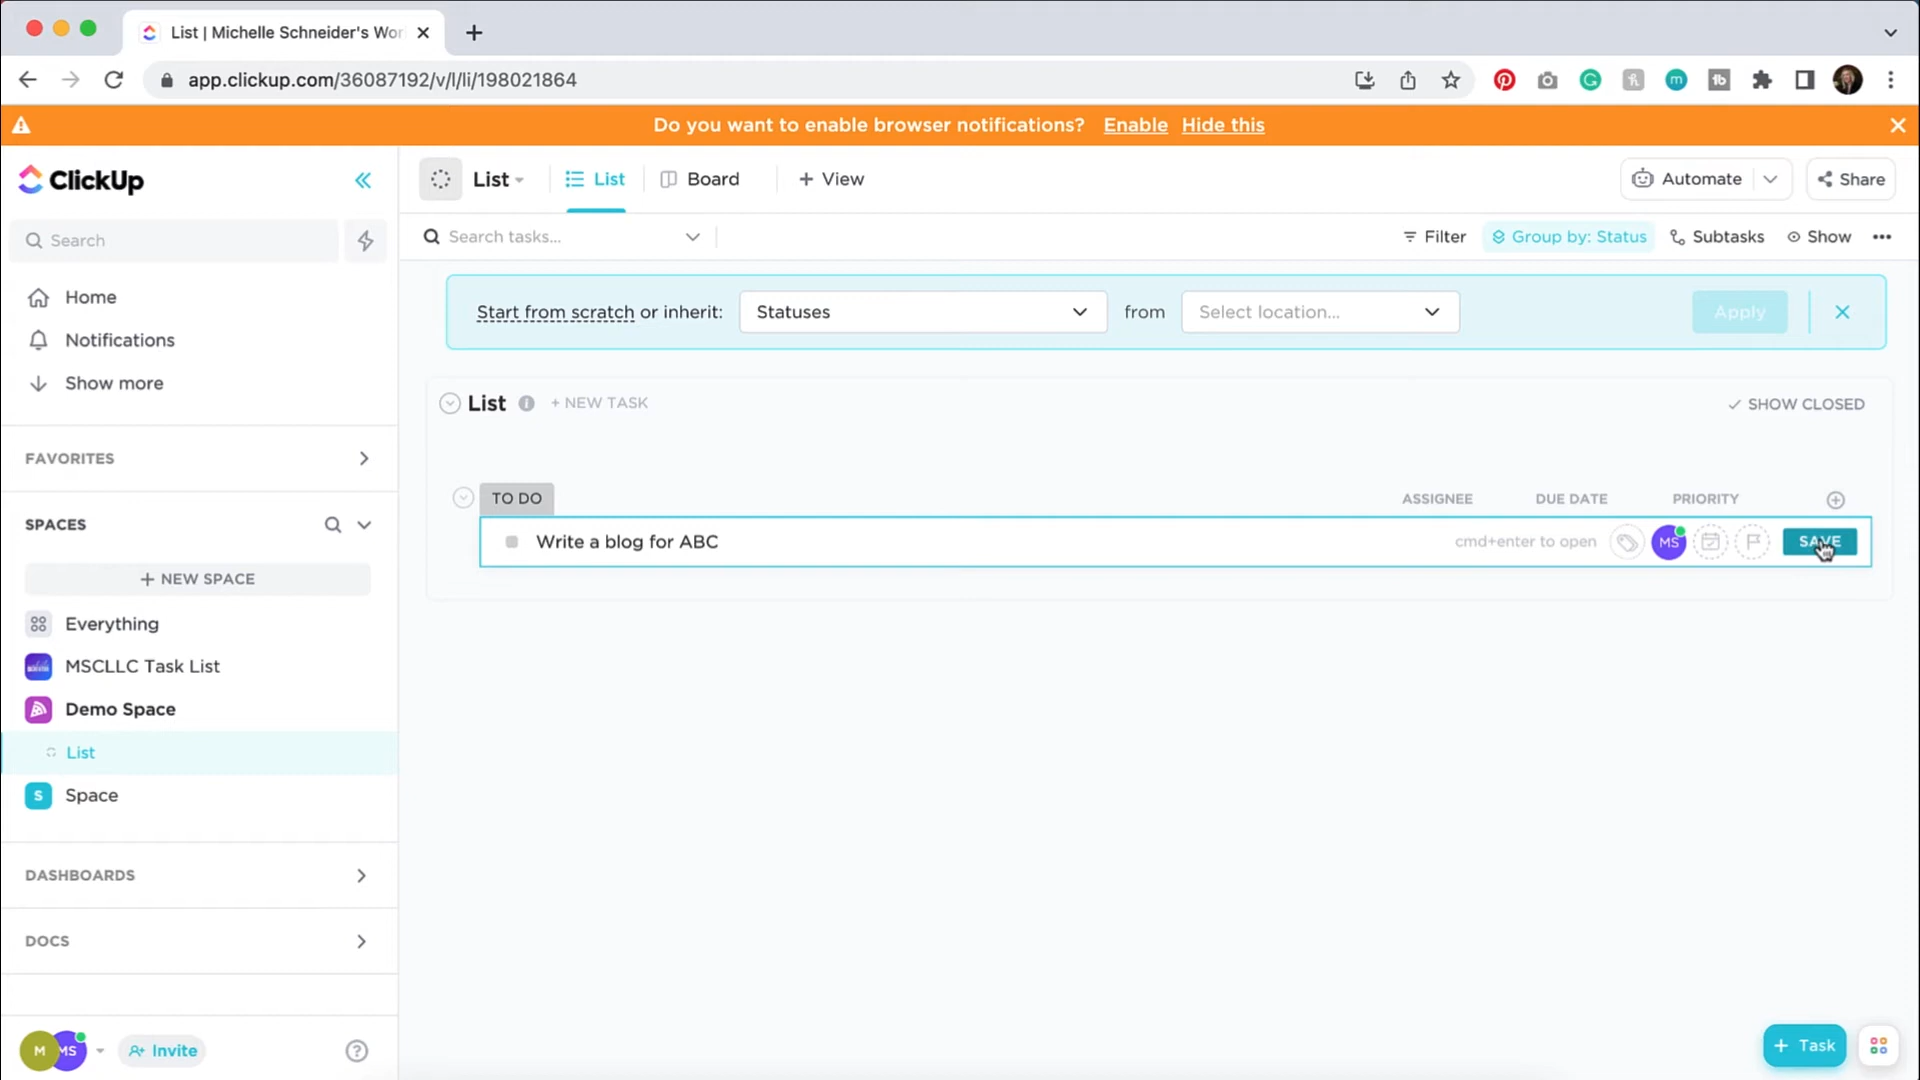 List | Michelle Schneider's Wor
app.clickup.com/36087192/v/l/li/198021864
Do you want to enable browser notifications? Enable Hide this
ClickUp
List List Board + View Automate Share
Search
Search tasks... Filter Group by: Status Subtasks Show
Home
Notifications
Show more
Start from scratch or inherit: Statuses from Select location... Apply
List + NEW TASK SHOW CLOSED
FAVORITES
TO DO ASSIGNEE DUE DATE PRIORITY
SPACES
Write a blog for ABC cmd+enter to open MS SAVE
+ NEW SPACE
Everything
MSCLLC Task List
Demo Space
List
S Space
DASHBOARDS
DOCS
M MS Invite
+ Task